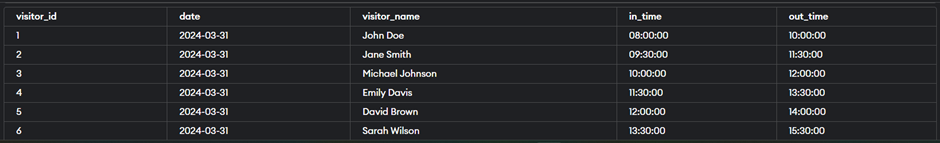 visitor_id date visitor_name in_time out_time
1 2024-03-31 John Doe 08:00:00 10:00:00
2 2024-03-31 Jane Smith 09:30:00 11:30:00
3 2024-03-31 Michael Johnson 10:00:00 12:00:00
4 2024-03-31 Emily Davis 11:30:00 13:30:00
5 2024-03-31 David Brown 12:00:00 14:00:00
6 2024-03-31 Sarah Wilson 13:30:00 15:30:00